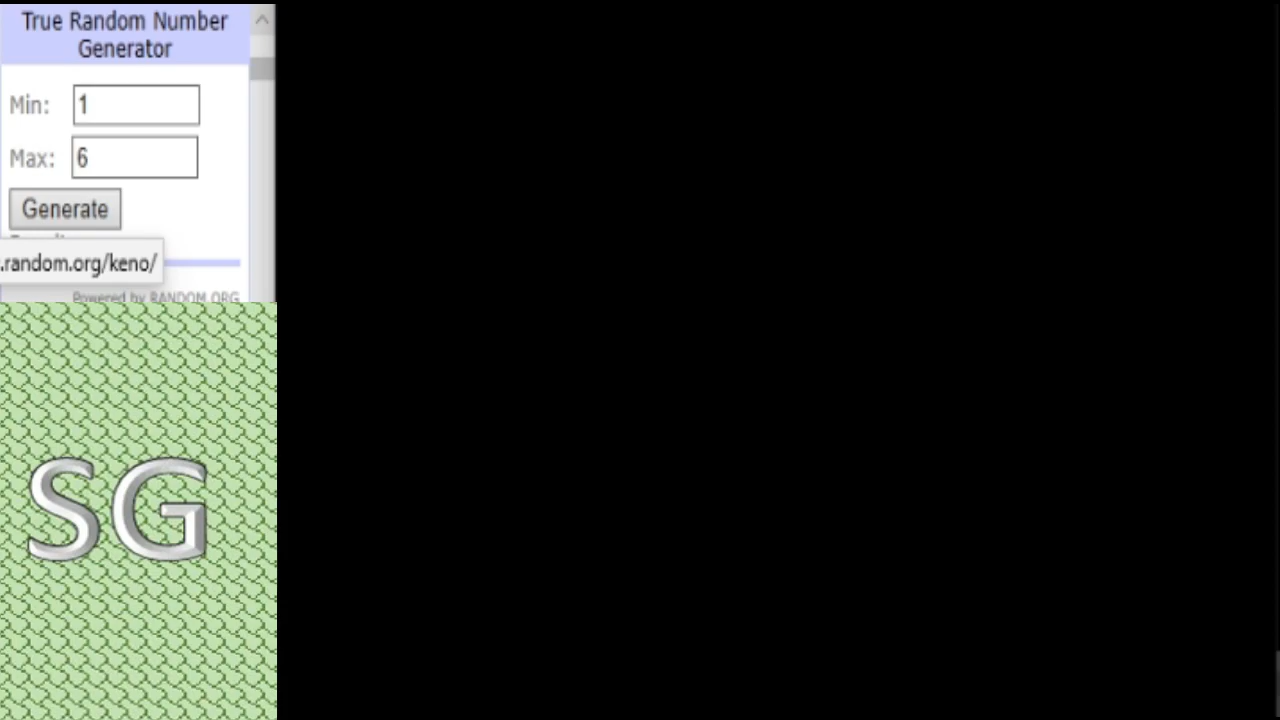 True Random Number
Generator
Min: 1
Max: 6
Generate
.random.org/keno/
Powered by RANDOM.ORG
SG